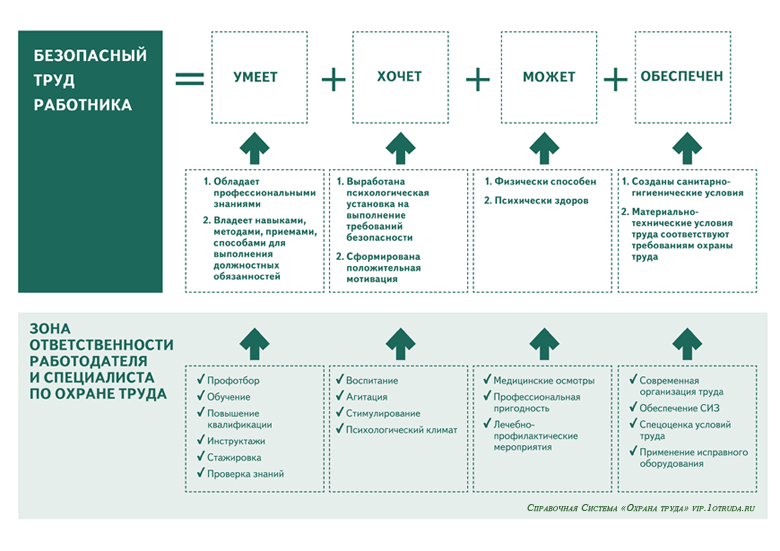 БЕЗОПАСНЫЙ
ТРУД
РАБОТНИКА
=
УМЕЕТ
+
ХОЧЕТ
+
МОЖЕТ
+
ОБЕСПЕЧЕН
1. Обладает
профессиональными
знаниями
2. Владеет навыками,
методами, приемами,
способами для
выполнения
должностных
обязанностей
1. Выработана
психологическая
установка на
выполнение
требований
безопасности
2. Сформирована
положительная
мотивация
1. Физически способен
2. Психически здоров
1. Созданы санитарно-
гигиенические условия
2. Материально-
технические условия
труда соответствуют
требованиям охраны
труда
ЗОНА
ОТВЕТСТВЕННОСТИ
РАБОТОДАТЕЛЯ
И СПЕЦИАЛИСТА
ПО ОХРАНЕ ТРУДА
✓ Профотбор
✓ Обучение
✓ Повышение
квалификации
✓ Инструктажи
✓ Стажировка
✓ Проверка знаний
✓ Воспитание
✓ Агитация
✓ Стимулирование
✓ Психологический климат
✓ Медицинские осмотры
✓ Профессиональная
пригодность
✓ Лечебно-
профилактические
мероприятия
✓ Современная
организация труда
✓ Обеспечение СИЗ
✓ Спецоценка условий
труда
✓ Применение исправного
оборудования
Справочная Система «Охрана труда» vip.1otruda.ru